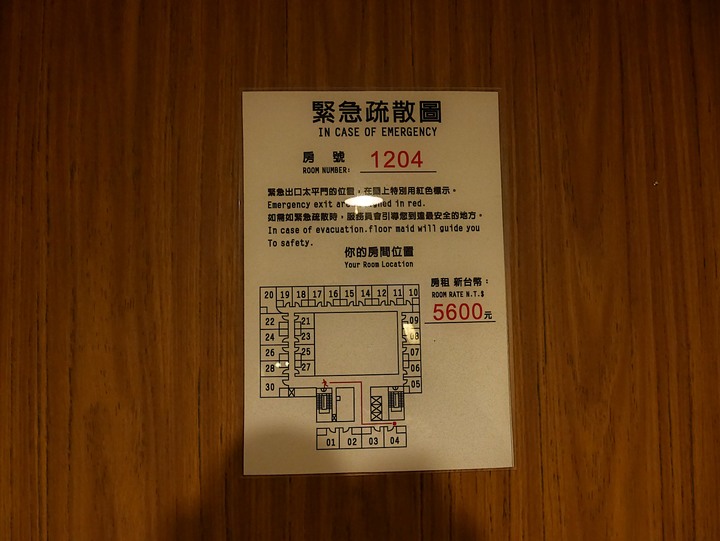 緊急疏散圖
IN CASE OF EMERGENCY
房 號
ROOM NUMBER: 1204
緊急出口太平門的位置,在圖上特別用紅色標示。
Emergency exit are signed in red.
如需如緊急疏散時,服務員會引導您到達最安全的地方。
In case of evacuation.floor maid will guide you
To safety.
你的房間位置
Your Room Location
房租 新台幣:
ROOM RATE N.T.$
5600元
20 19 18 17 16 15 14 12 11 10
22 21 09
24 23 08
26 25 07
28 27 06
30 05
01 02 03 04